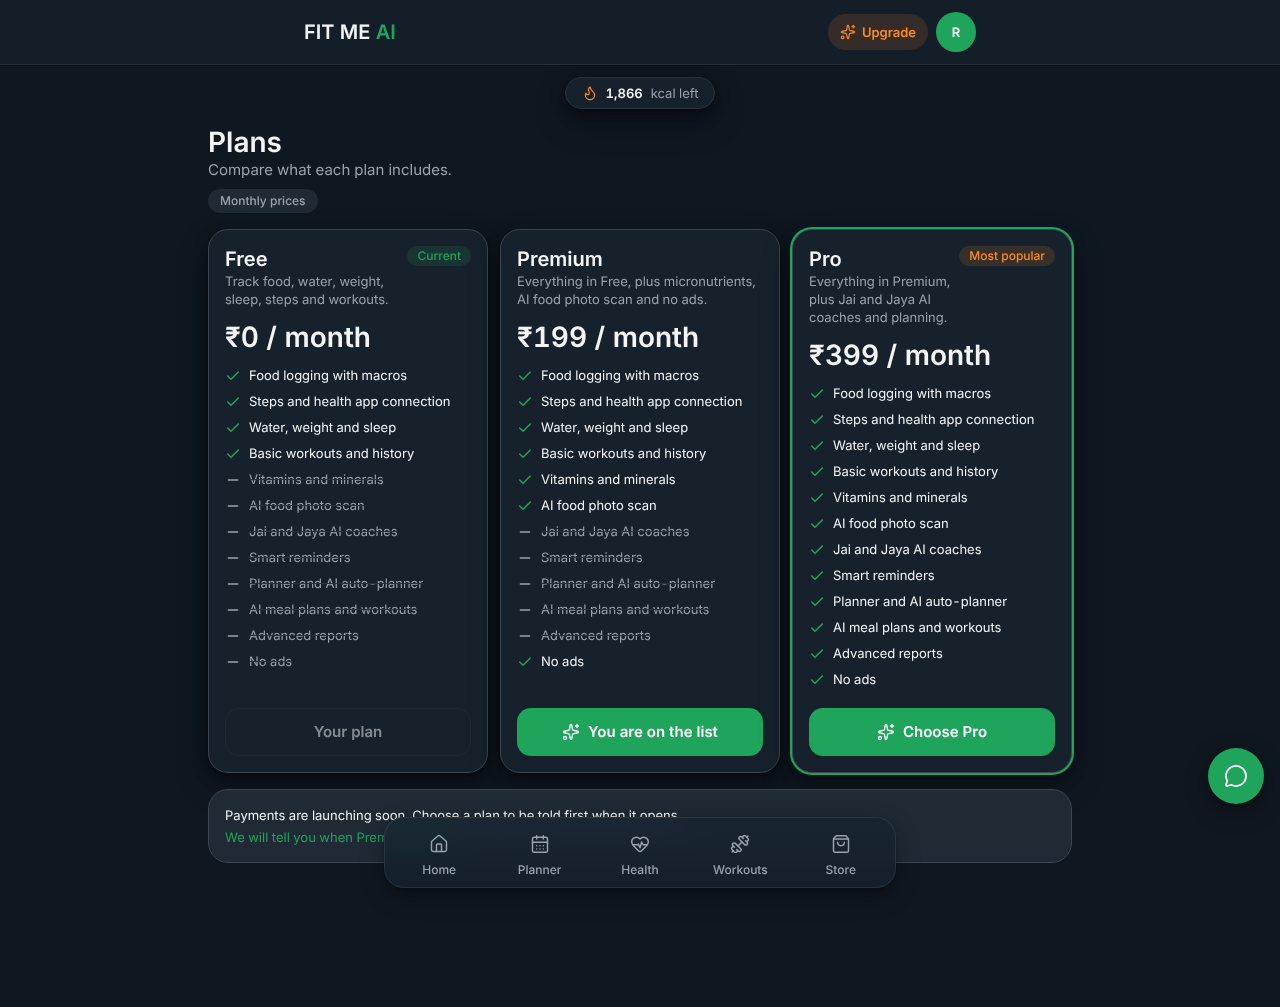 FIT ME AI
Upgrade
R
1,866 kcal left
Plans
Compare what each plan includes.
Monthly prices
Free
Current
Track food, water, weight,
sleep, steps and workouts.
₹0 / month
Food logging with macros
Steps and health app connection
Water, weight and sleep
Basic workouts and history
Vitamins and minerals
AI food photo scan
Jai and Jaya AI coaches
Smart reminders
Planner and AI auto-planner
AI meal plans and workouts
Advanced reports
No ads
Your plan
Premium
Everything in Free, plus micronutrients,
AI food photo scan and no ads.
₹199 / month
Food logging with macros
Steps and health app connection
Water, weight and sleep
Basic workouts and history
Vitamins and minerals
AI food photo scan
Jai and Jaya AI coaches
Smart reminders
Planner and AI auto-planner
AI meal plans and workouts
Advanced reports
No ads
You are on the list
Pro
Most popular
Everything in Premium,
plus Jai and Jaya AI
coaches and planning.
₹399 / month
Food logging with macros
Steps and health app connection
Water, weight and sleep
Basic workouts and history
Vitamins and minerals
AI food photo scan
Jai and Jaya AI coaches
Smart reminders
Planner and AI auto-planner
AI meal plans and workouts
Advanced reports
No ads
Choose Pro
Payments are launching soon. Choose a plan to be told first when it opens.
We will tell you when
Home
Planner
Health
Workouts
Store